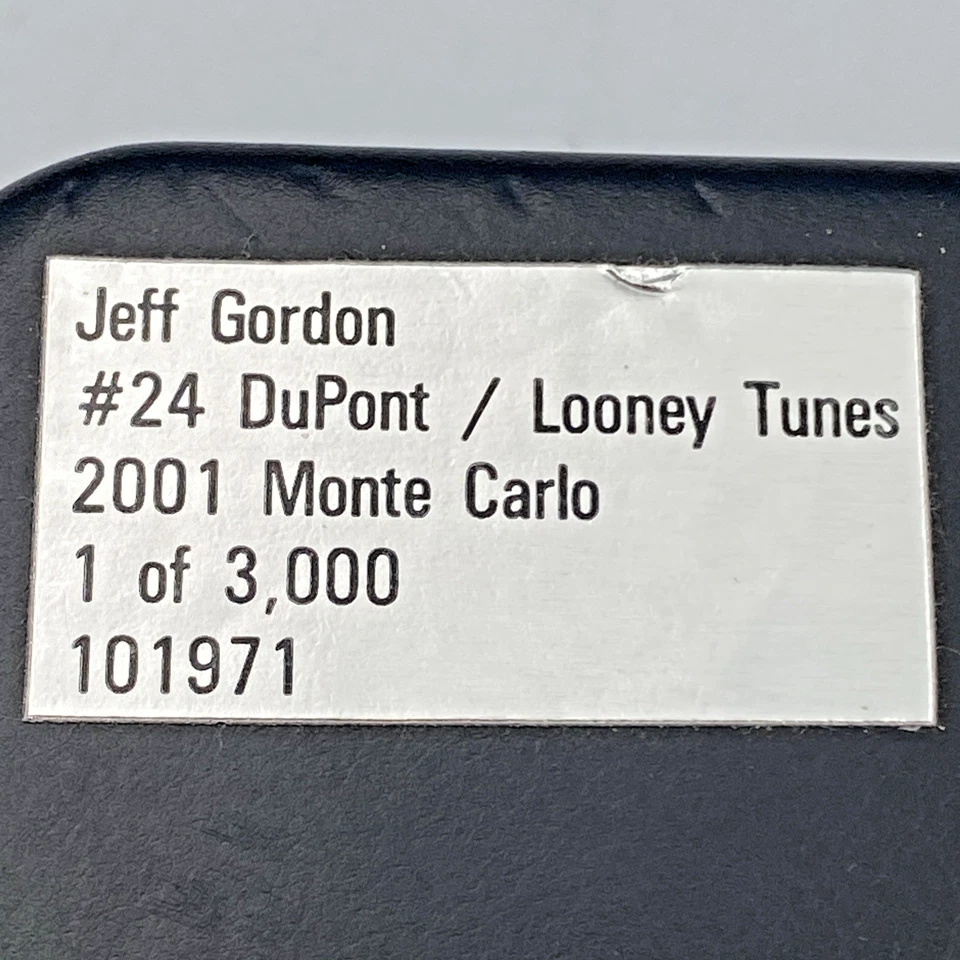 Jeff Gordon
#24 DuPont / Looney Tunes
2001 Monte Carlo
1 of 3,000
101971